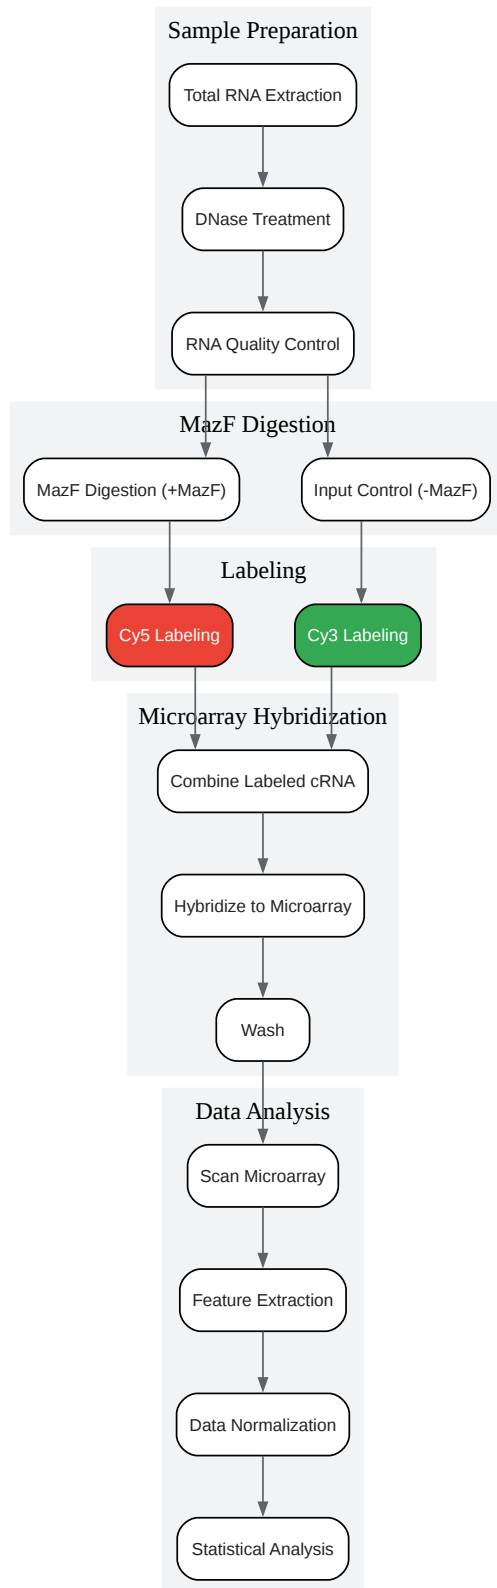 Sample Preparation
Total RNA Extraction
DNase Treatment
RNA Quality Control
MazF Digestion
MazF Digestion (+MazF)
Input Control (-MazF)
Labeling
Cy5 Labeling
Cy3 Labeling
Microarray Hybridization
Combine Labeled cRNA
Hybridize to Microarray
Wash
Data Analysis
Scan Microarray
Feature Extraction
Data Normalization
Statistical Analysis